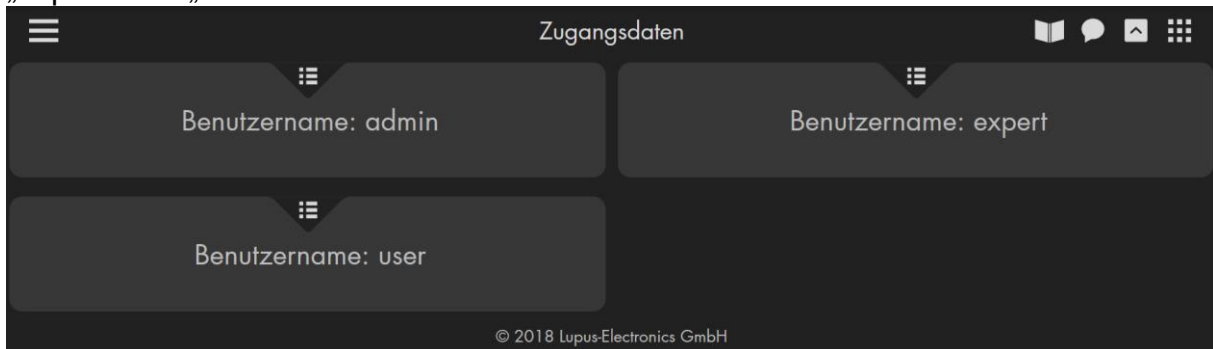 Zugangsdaten
Benutzername: admin
Benutzername: expert
Benutzername: user
© 2018 Lupus-Electronics GmbH